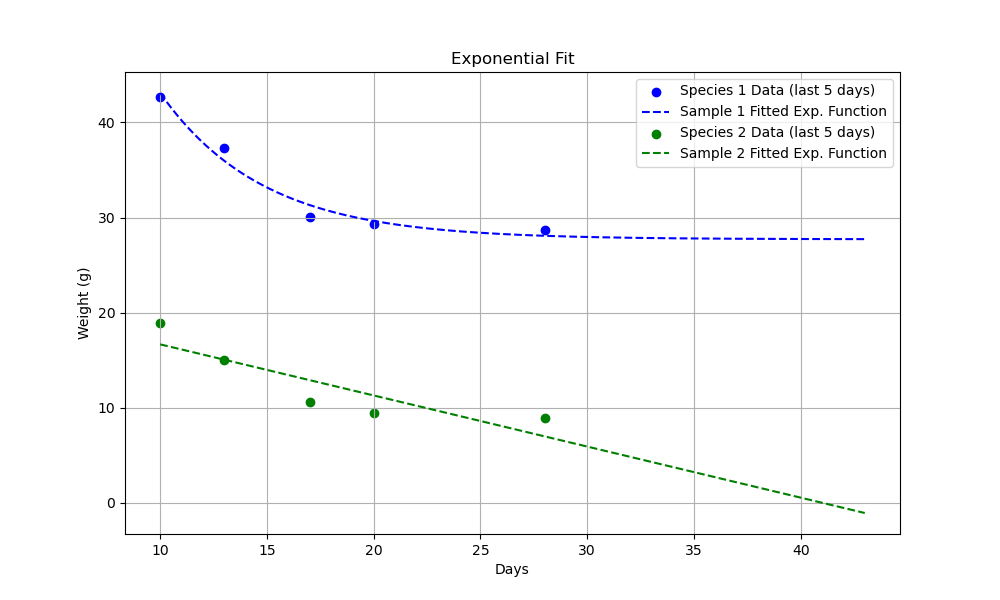 Exponential Fit
Species 1 Data (last 5 days)
Sample 1 Fitted Exp. Function
Species 2 Data (last 5 days)
Sample 2 Fitted Exp. Function
Weight (g)
40
30
20
10
0
10 15 20 25 30 35 40
Days